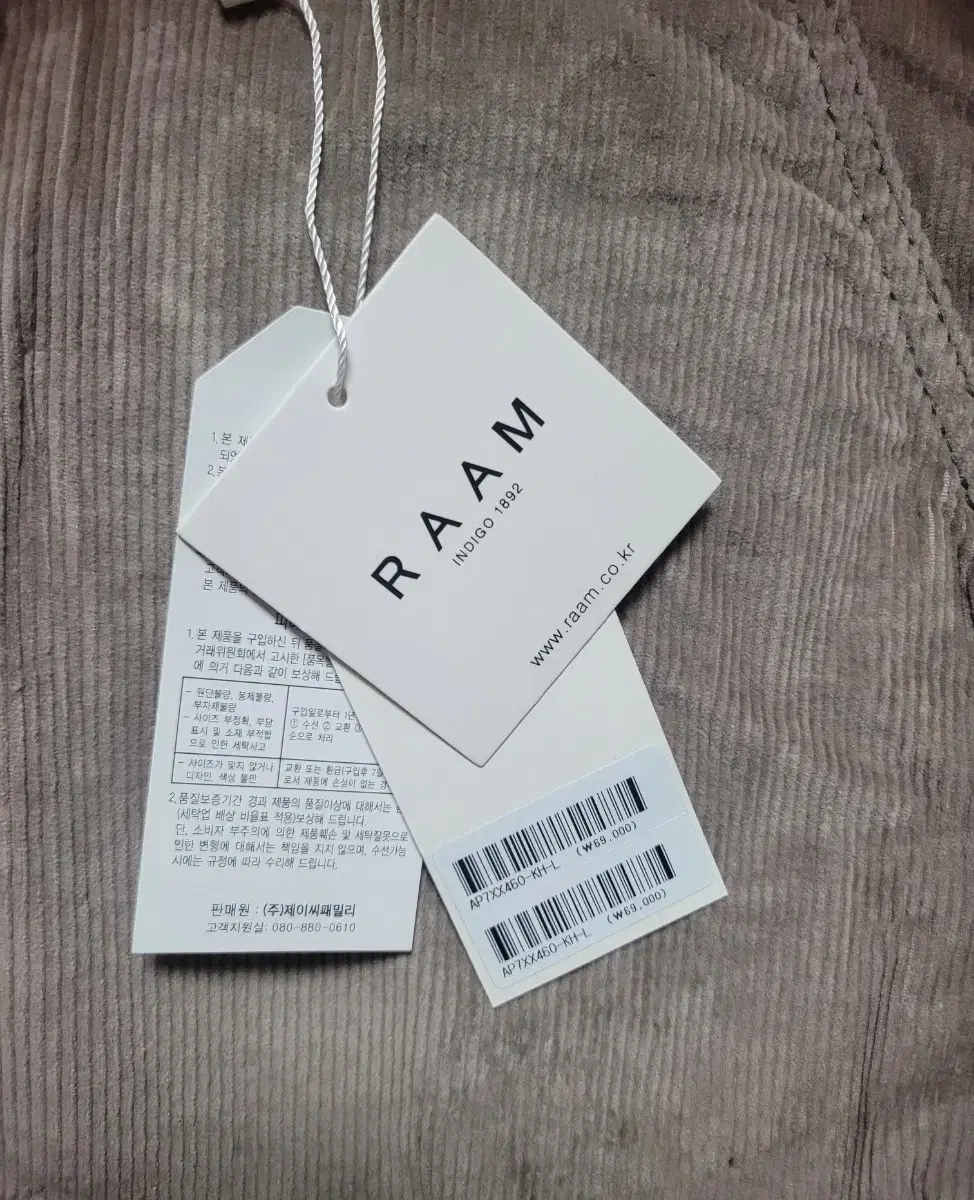 RAAM
INDIGO 1892
www.raam.co.kr
1. 본
되었
2.
본 제품
1. 본 제품을 구입하신 뒤
거래위원회에서 고시한
에 의거 다음과 같이 보상해
- 원단불량, 봉제불량,
부자재불량
- 사이즈 부정확, 부당
표시 및 소재 부적합
으로 인한 세탁사고
구입일로부터 1년
① 수선 ② 교환 ③
순으로 처리
- 사이즈가 맞지 않거나
디자인, 색상 불만
교환 또는 환급(구입후 7일
로서 제품에 손상이 없는
2. 품질보증기간 경과 제품의 품질이상에 대해서는
(세탁업 배상 비율표 적용)보상해 드립니다.
단, 소비자 부주의에 의한 제품훼손 및 세탁잘못으로
인한 변형에 대해서는 책임을 지지 않으며, 수선가능
시에는 규정에 따라 수리해 드립니다.
판매원 : (주)제이씨패밀리
고객지원실: 080-880-0610
AP7XX460-KH-L (₩69,000)
AP7XX460-KH-L (₩69,000)